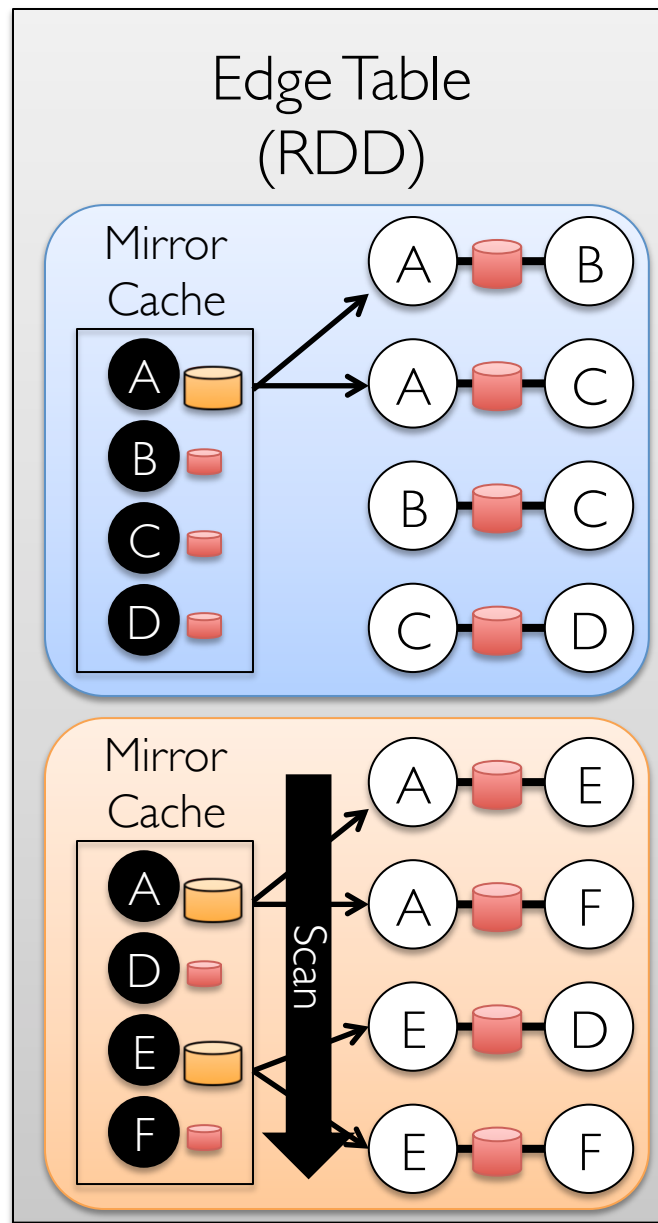 Edge Table
(RDD)
Mirror
Cache
A
B
C
D
A B
A C
B C
C D
Mirror
Cache
A
D
E
F
Scan
A E
A F
E D
E F